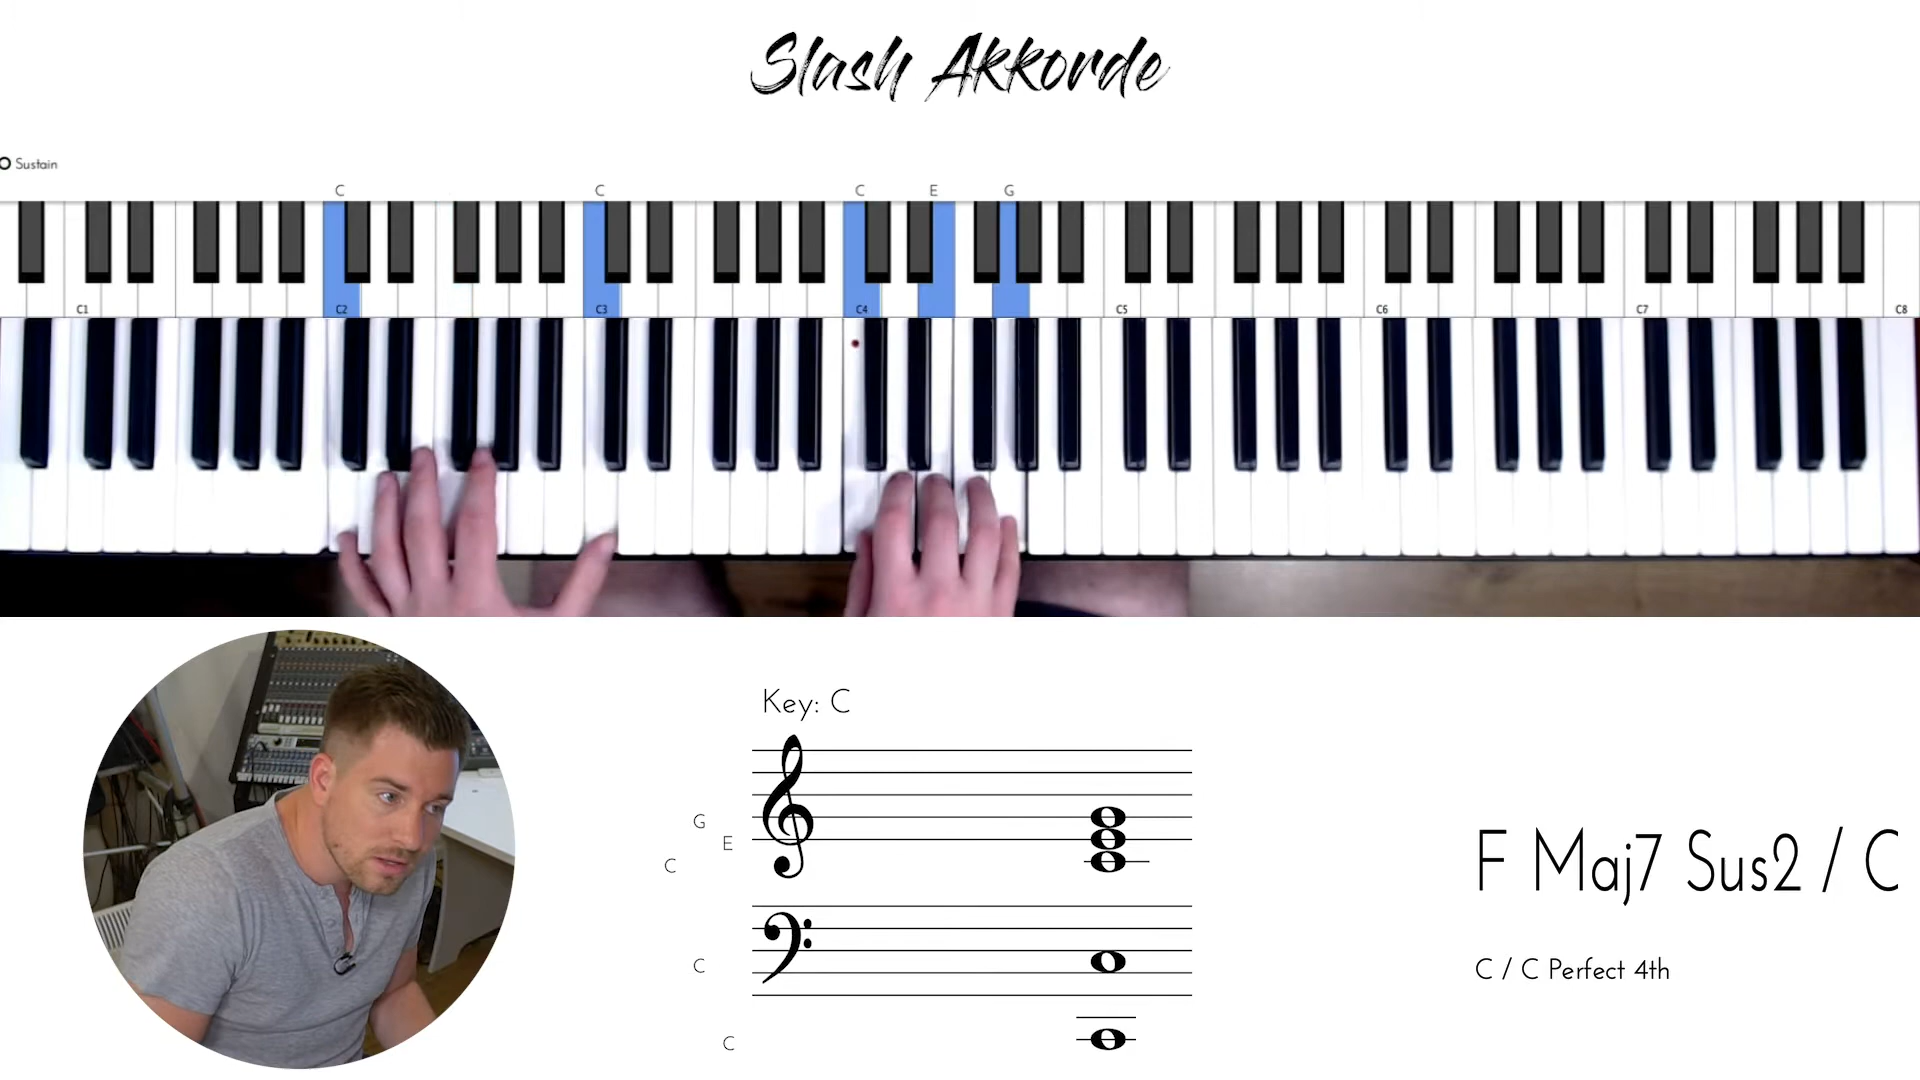 Slash Akkorde
Sustain
C C C E G
C1 C2 C3 C4 C5 C6 C7 C8
Key: C
G
E
C
C
C
F Maj7 Sus2 / C
C / C Perfect 4th